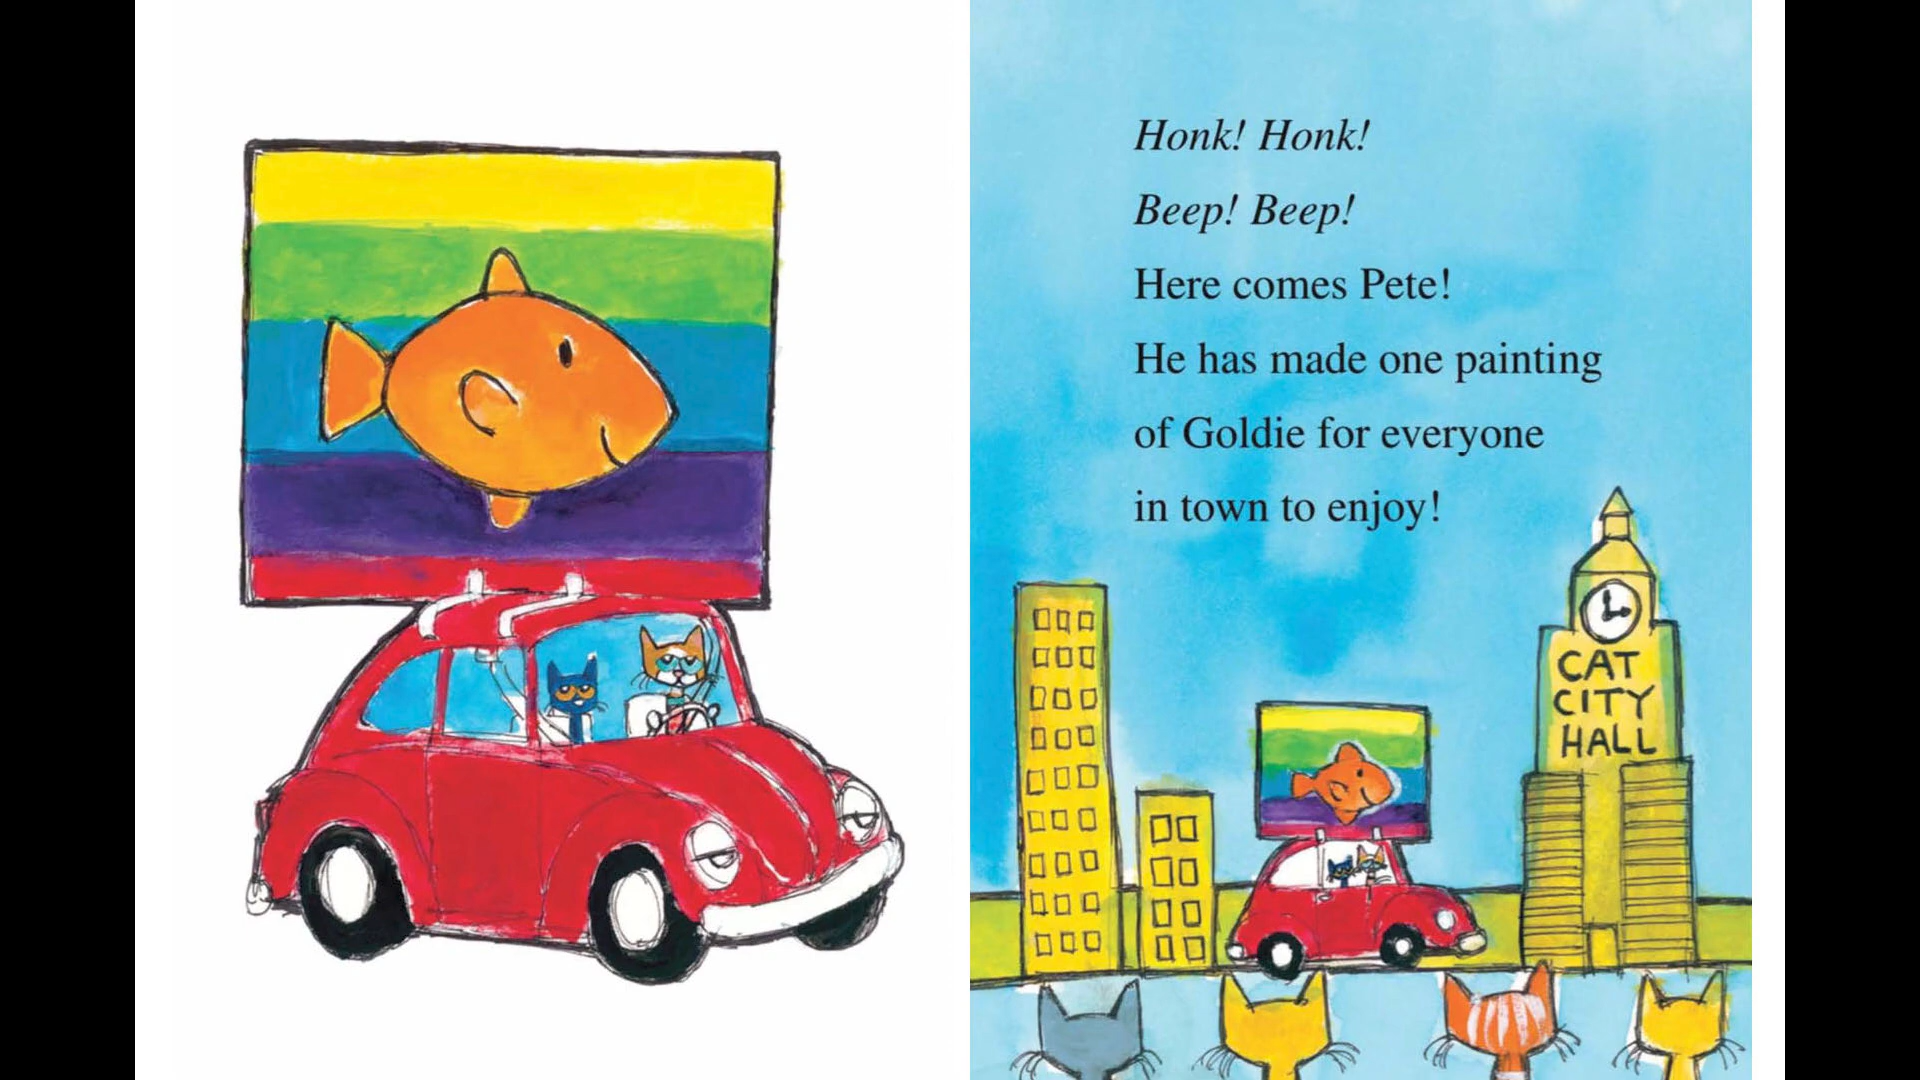 Honk! Honk!
Beep! Beep!
Here comes Pete!
He has made one painting
of Goldie for everyone
in town to enjoy!
CAT
CITY
HALL